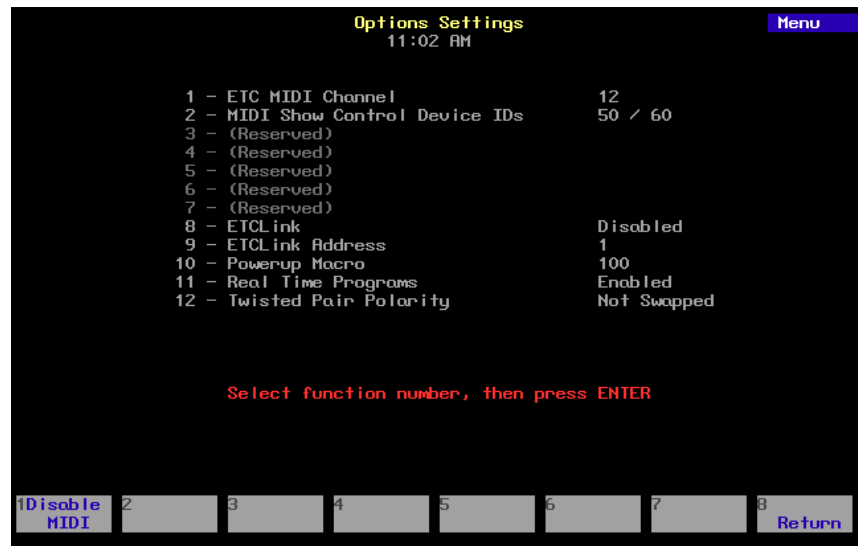 Options Settings
Menu
11:02 AM
1 - ETC MIDI Channel 12
2 - MIDI Show Control Device IDs 50 / 60
3 - (Reserved)
4 - (Reserved)
5 - (Reserved)
6 - (Reserved)
7 - (Reserved)
8 - ETCLink Disabled
9 - ETCLink Address 1
10 - Powerup Macro 100
11 - Real Time Programs Enabled
12 - Twisted Pair Polarity Not Swapped
Select function number, then press ENTER
1Disable 2 3 4 5 6 7 8
MIDI Return